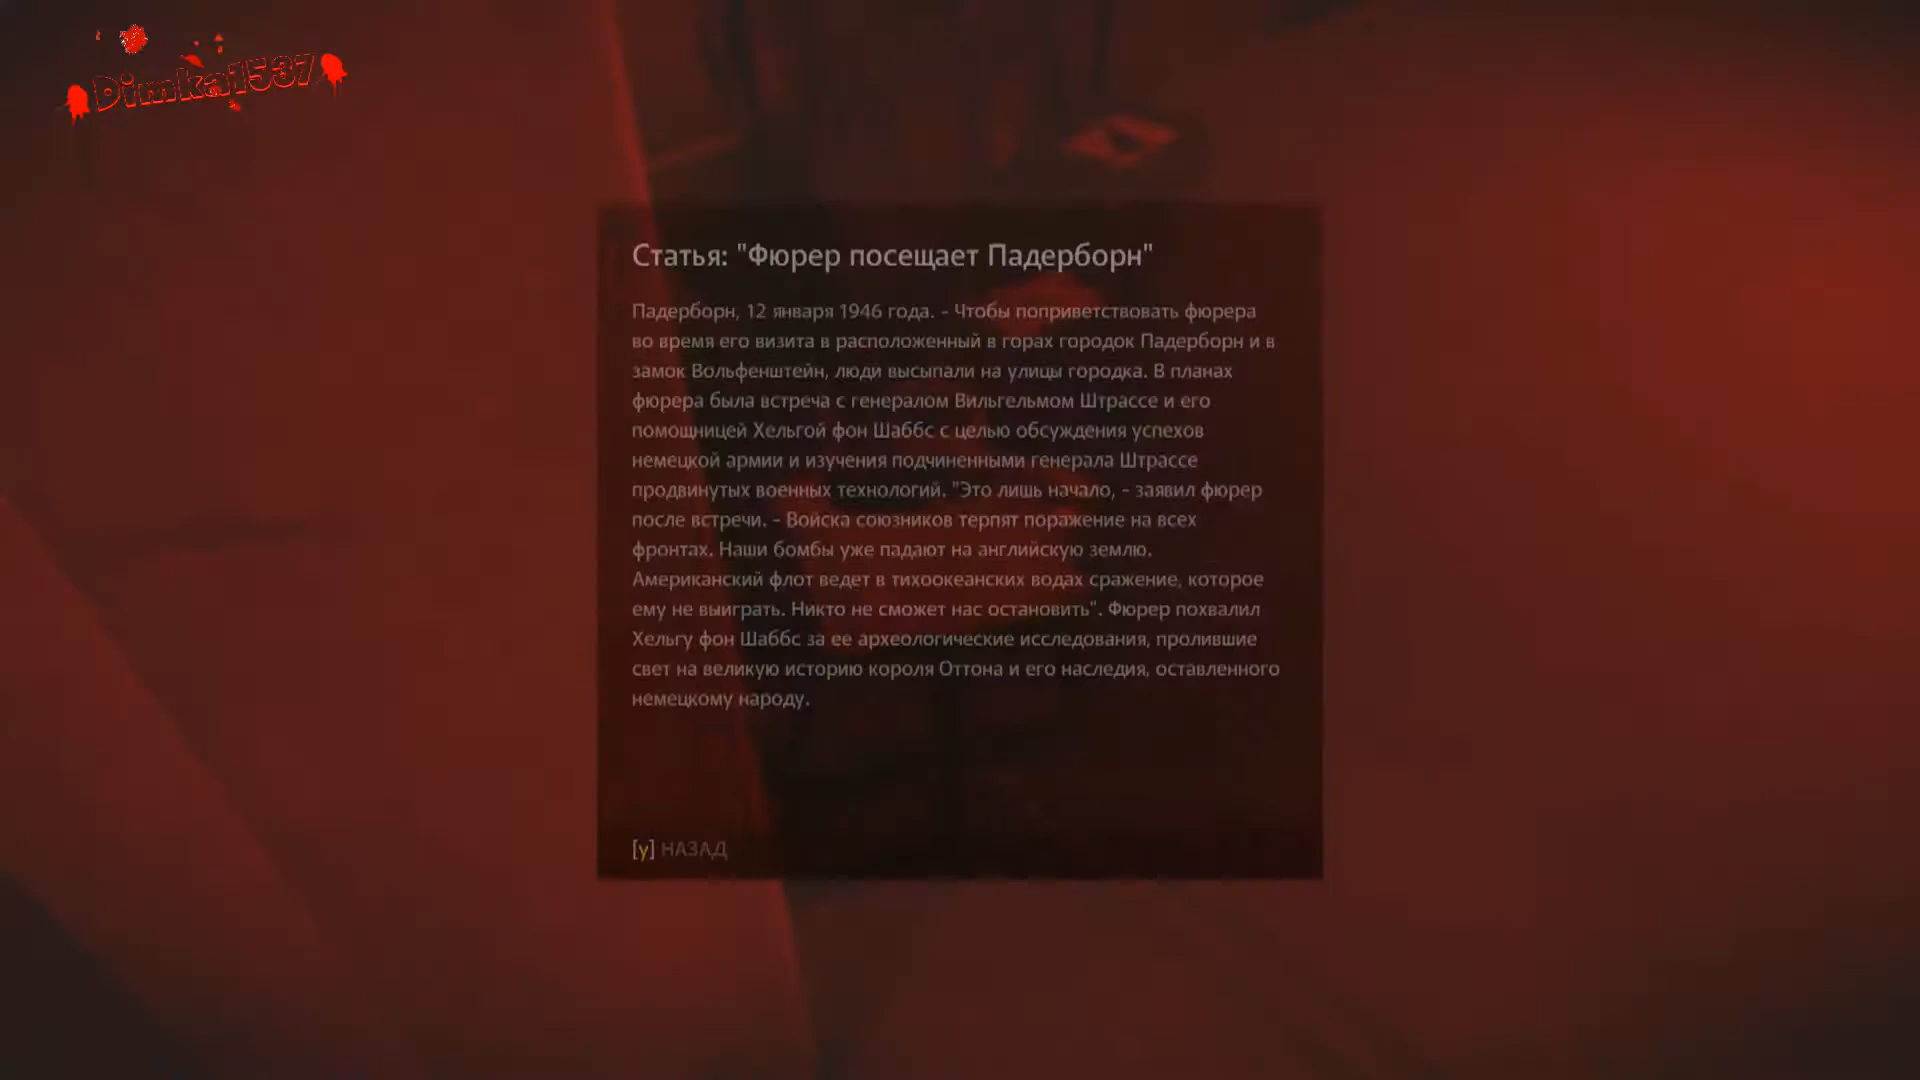 Dimka1537
Статья: "Фюрер посещает Падерборн"
Падерборн, 12 января 1946 года. - Чтобы поприветствовать фюрера
во время его визита в расположенный в горах городок Падерборн и в
замок Вольфенштейн, люди высыпали на улицы городка. В планах
фюрера была встреча с генералом Вильгельмом Штрассе и его
помощницей Хельгой фон Шаббс с целью обсуждения успехов
немецкой армии и изучения подчиненными генерала Штрассе
продвинутых военных технологий. "Это лишь начало, - заявил фюрер
после встречи. - Войска союзников терпят поражение на всех
фронтах. Наши бомбы уже падают на английскую землю.
Американский флот ведет в тихоокеанских водах сражение, которое
ему не выиграть. Никто не сможет нас остановить". Фюрер похвалил
Хельгу фон Шаббс за ее археологические исследования, пролившие
свет на великую историю короля Оттона и его наследия, оставленного
немецкому народу.
[y] НАЗАД